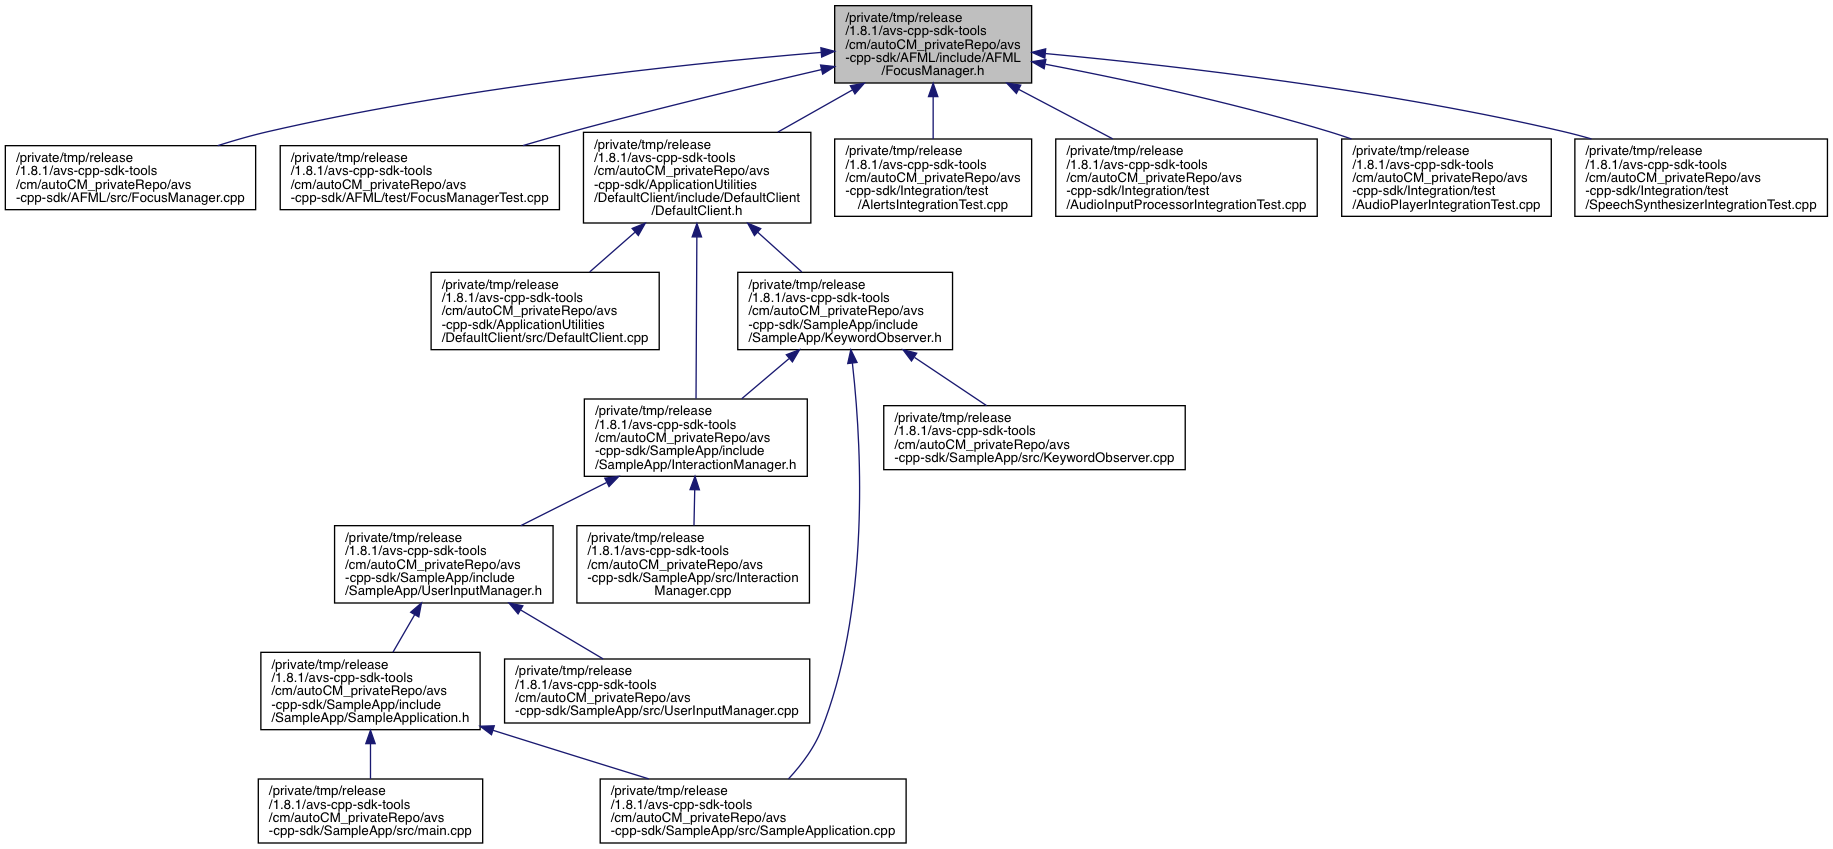 /private/tmp/release
/1.8.1/avs-cpp-sdk-tools
/cm/autoCM_privateRepo/avs
-cpp-sdk/AFML/include/AFML
/FocusManager.h
/private/tmp/release
/1.8.1/avs-cpp-sdk-tools
/cm/autoCM_privateRepo/avs
-cpp-sdk/AFML/src/FocusManager.cpp
/private/tmp/release
/1.8.1/avs-cpp-sdk-tools
/cm/autoCM_privateRepo/avs
-cpp-sdk/AFML/test/FocusManagerTest.cpp
/private/tmp/release
/1.8.1/avs-cpp-sdk-tools
/cm/autoCM_privateRepo/avs
-cpp-sdk/ApplicationUtilities
/DefaultClient/include/DefaultClient
/DefaultClient.h
/private/tmp/release
/1.8.1/avs-cpp-sdk-tools
/cm/autoCM_privateRepo/avs
-cpp-sdk/Integration/test
/AlertsIntegrationTest.cpp
/private/tmp/release
/1.8.1/avs-cpp-sdk-tools
/cm/autoCM_privateRepo/avs
-cpp-sdk/Integration/test
/AudioInputProcessorIntegrationTest.cpp
/private/tmp/release
/1.8.1/avs-cpp-sdk-tools
/cm/autoCM_privateRepo/avs
-cpp-sdk/Integration/test
/AudioPlayerIntegrationTest.cpp
/private/tmp/release
/1.8.1/avs-cpp-sdk-tools
/cm/autoCM_privateRepo/avs
-cpp-sdk/Integration/test
/SpeechSynthesizerIntegrationTest.cpp
/private/tmp/release
/1.8.1/avs-cpp-sdk-tools
/cm/autoCM_privateRepo/avs
-cpp-sdk/ApplicationUtilities
/DefaultClient/src/DefaultClient.cpp
/private/tmp/release
/1.8.1/avs-cpp-sdk-tools
/cm/autoCM_privateRepo/avs
-cpp-sdk/SampleApp/include
/SampleApp/KeywordObserver.h
/private/tmp/release
/1.8.1/avs-cpp-sdk-tools
/cm/autoCM_privateRepo/avs
-cpp-sdk/SampleApp/include
/SampleApp/InteractionManager.h
/private/tmp/release
/1.8.1/avs-cpp-sdk-tools
/cm/autoCM_privateRepo/avs
-cpp-sdk/SampleApp/src/KeywordObserver.cpp
/private/tmp/release
/1.8.1/avs-cpp-sdk-tools
/cm/autoCM_privateRepo/avs
-cpp-sdk/SampleApp/include
/SampleApp/UserInputManager.h
/private/tmp/release
/1.8.1/avs-cpp-sdk-tools
/cm/autoCM_privateRepo/avs
-cpp-sdk/SampleApp/src/Interaction
Manager.cpp
/private/tmp/release
/1.8.1/avs-cpp-sdk-tools
/cm/autoCM_privateRepo/avs
-cpp-sdk/SampleApp/include
/SampleApp/SampleApplication.h
/private/tmp/release
/1.8.1/avs-cpp-sdk-tools
/cm/autoCM_privateRepo/avs
-cpp-sdk/SampleApp/src/UserInputManager.cpp
/private/tmp/release
/1.8.1/avs-cpp-sdk-tools
/cm/autoCM_privateRepo/avs
-cpp-sdk/SampleApp/src/main.cpp
/private/tmp/release
/1.8.1/avs-cpp-sdk-tools
/cm/autoCM_privateRepo/avs
-cpp-sdk/SampleApp/src/SampleApplication.cpp